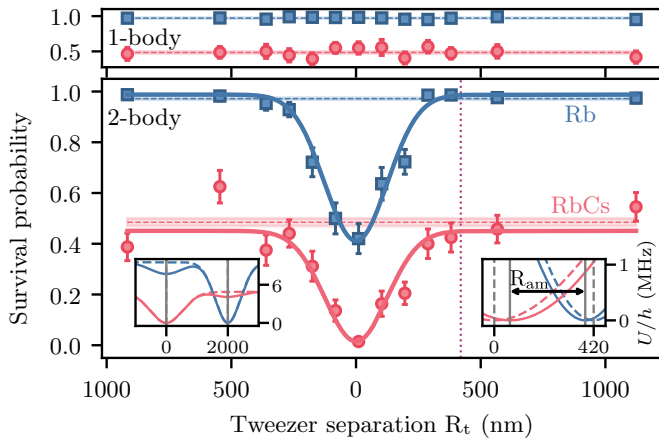 1.0
0.5
1-body
1.0
0.8
0.6
0.4
0.2
0.0
2-body
Rb
RbCs
Survival probability
6
0
0
2000
R_am
1
0
U/h (MHz)
0
420
1000
500
0
500
1000
Tweezer separation R_t (nm)